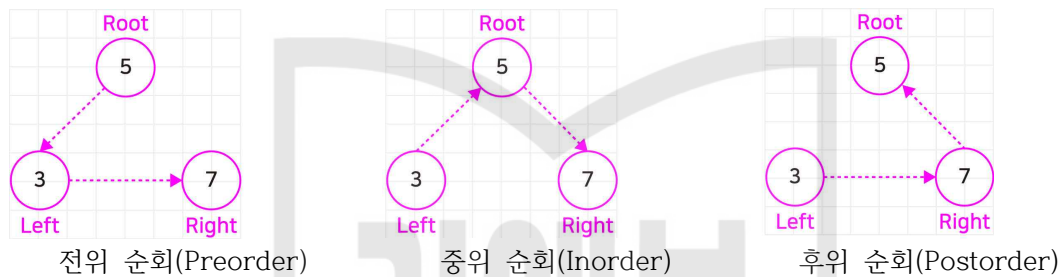 Root
5
3
7
Left
Right
전위 순회(Preorder)
Root
5
3
7
Left
Right
중위 순회(Inorder)
Root
5
3
7
Left
Right
후위 순회(Postorder)